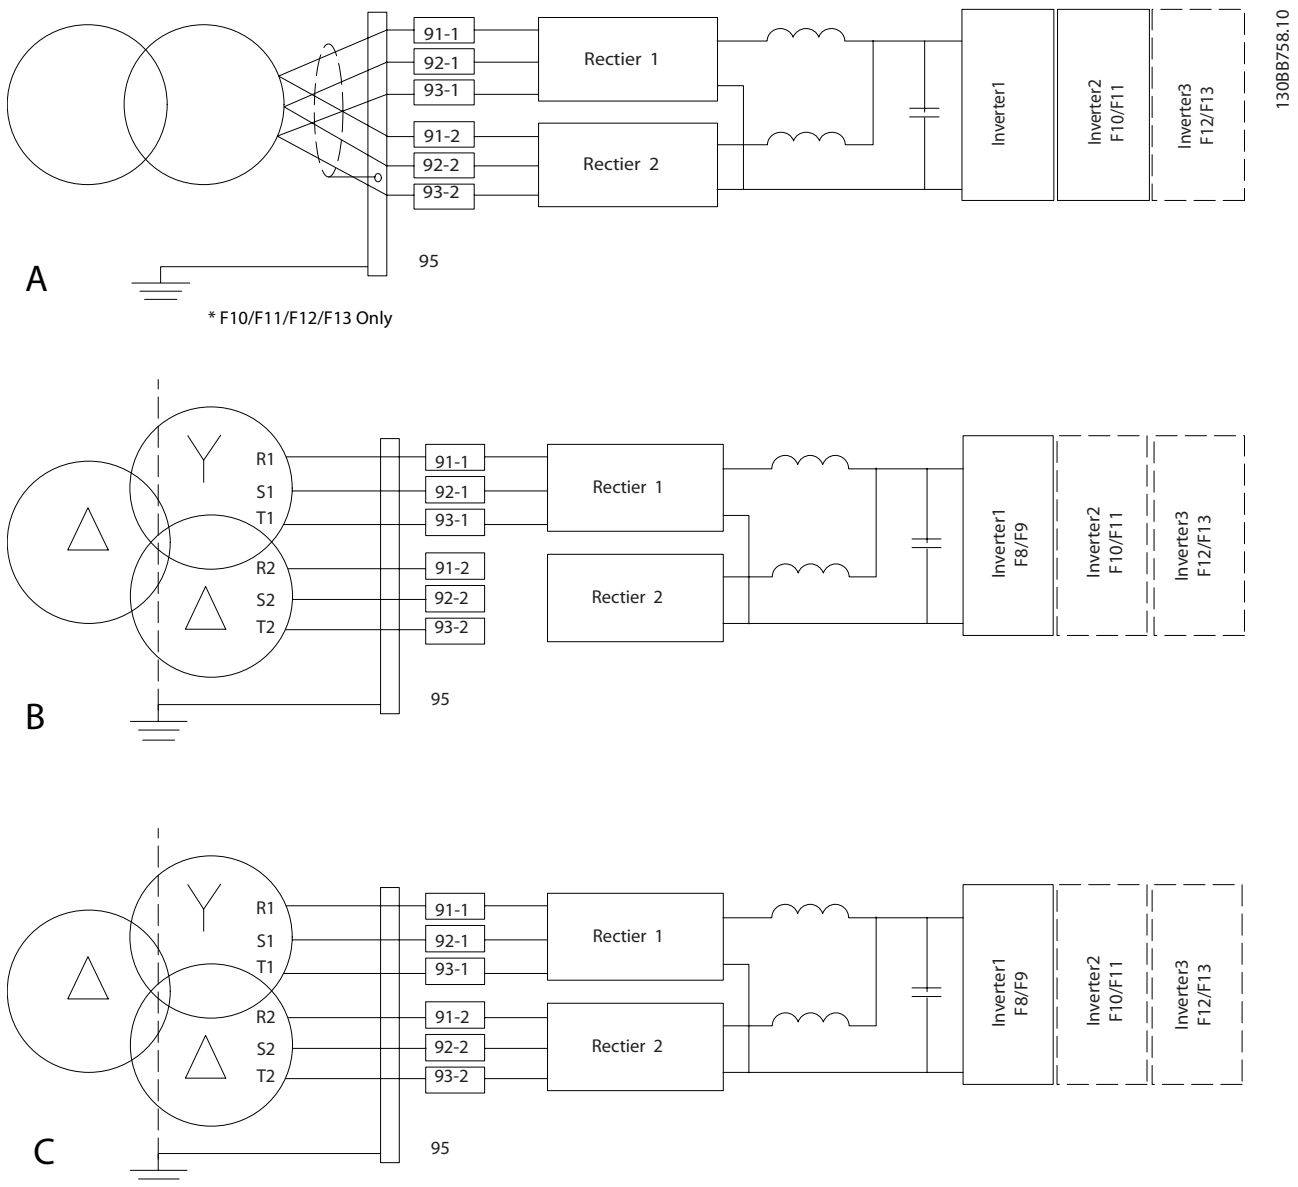 130BB758.10
91-1
92-1
93-1
91-2
92-2
93-2
Rectier 1
Rectier 2
Inverter1
Inverter2
F10/F11
Inverter3
F12/F13
95
A
* F10/F11/F12/F13 Only
R1
S1
T1
R2
S2
T2
91-1
92-1
93-1
91-2
92-2
93-2
Rectier 1
Rectier 2
Inverter1
F8/F9
Inverter2
F10/F11
Inverter3
F12/F13
95
B
R1
S1
T1
R2
S2
T2
91-1
92-1
93-1
91-2
92-2
93-2
Rectier 1
Rectier 2
Inverter1
F8/F9
Inverter2
F10/F11
Inverter3
F12/F13
95
C